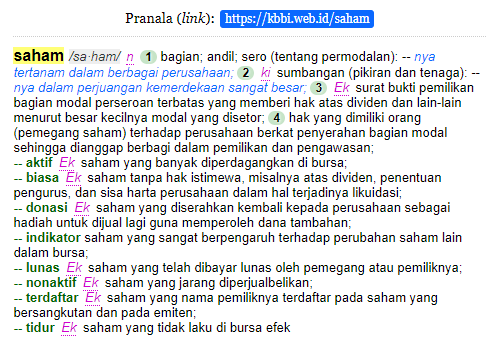 Pranala (link): https://kbbi.web.id/saham
saham /sa·ham/ n 1 bagian; andil; sero (tentang permodalan): -- nya
tertanam dalam berbagai perusahaan; 2 ki sumbangan (pikiran dan tenaga): --
nya dalam perjuangan kemerdekaan sangat besar; 3 Ek surat bukti pemilikan
bagian modal perseroan terbatas yang memberi hak atas dividen dan lain-lain
menurut besar kecilnya modal yang disetor; 4 hak yang dimiliki orang
(pemegang saham) terhadap perusahaan berkat penyerahan bagian modal
sehingga dianggap berbagi dalam pemilikan dan pengawasan;
-- aktif Ek saham yang banyak diperdagangkan di bursa;
-- biasa Ek saham tanpa hak istimewa, misalnya atas dividen, penentuan
pengurus, dan sisa harta perusahaan dalam hal terjadinya likuidasi;
-- donasi Ek saham yang diserahkan kembali kepada perusahaan sebagai
hadiah untuk dijual lagi guna memperoleh dana tambahan;
-- indikator saham yang sangat berpengaruh terhadap perubahan saham lain
dalam bursa;
-- lunas Ek saham yang telah dibayar lunas oleh pemegang atau pemiliknya;
-- nonaktif Ek saham yang jarang diperjualbelikan;
-- terdaftar Ek saham yang nama pemiliknya terdaftar pada saham yang
bersangkutan dan pada emiten;
-- tidur Ek saham yang tidak laku di bursa efek